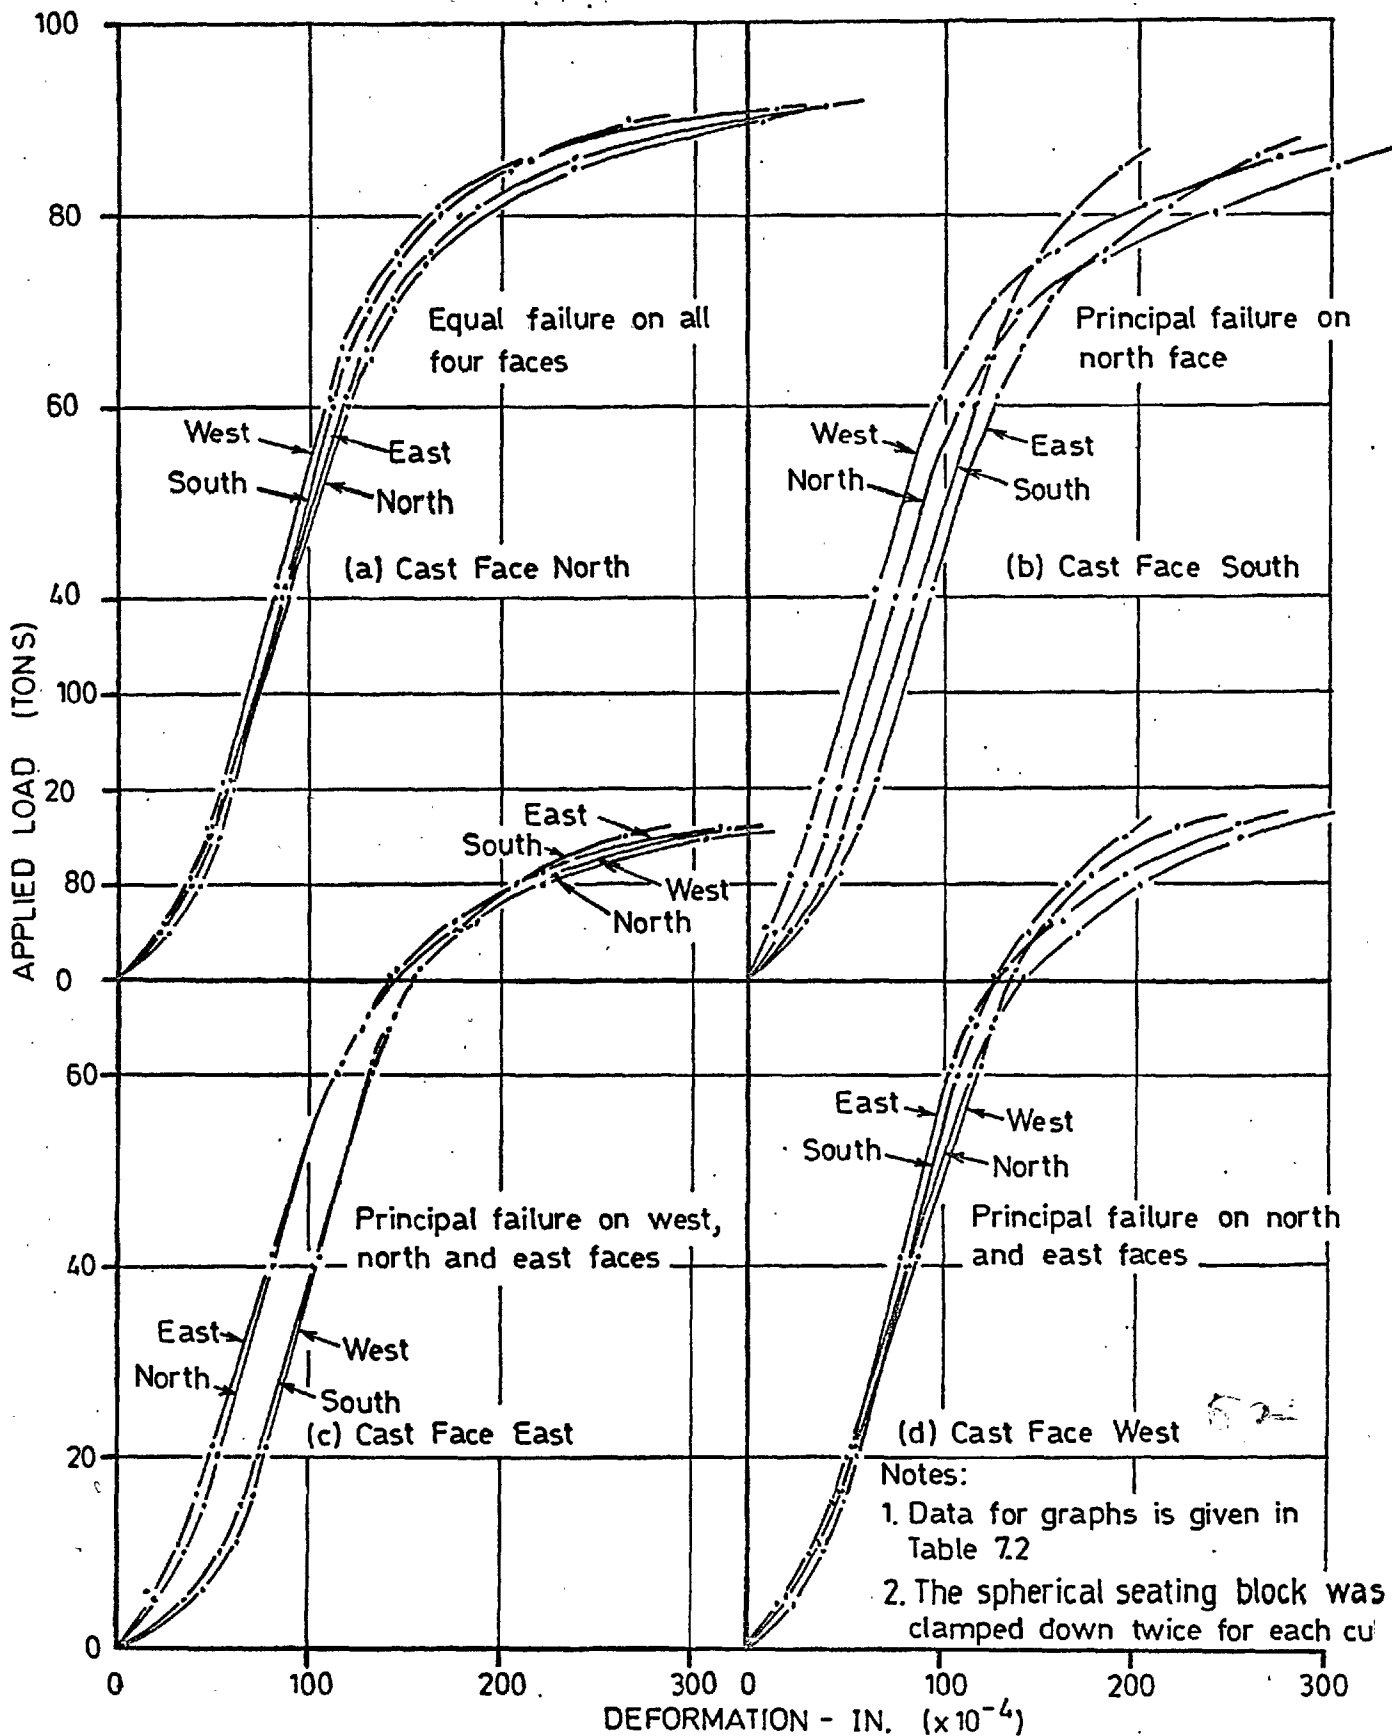 100
80
60
40
100
20
80
0
60
40
20
0
APPLIED LOAD (TONS)
Equal failure on all
four faces
West
East
South
North
(a) Cast Face North
Principal failure on
north face
West
East
North
South
(b) Cast Face South
East
South
West
North
Principal failure on west,
north and east faces
East
West
North
South
(c) Cast Face East
East
West
South
North
Principal failure on north
and east faces
(d) Cast Face West
Notes:
1. Data for graphs is given in
Table 7.2
2. The spherical seating block was
clamped down twice for each cu
0 100 200 300 0 100 200 300
DEFORMATION - IN. (x10⁻⁴)